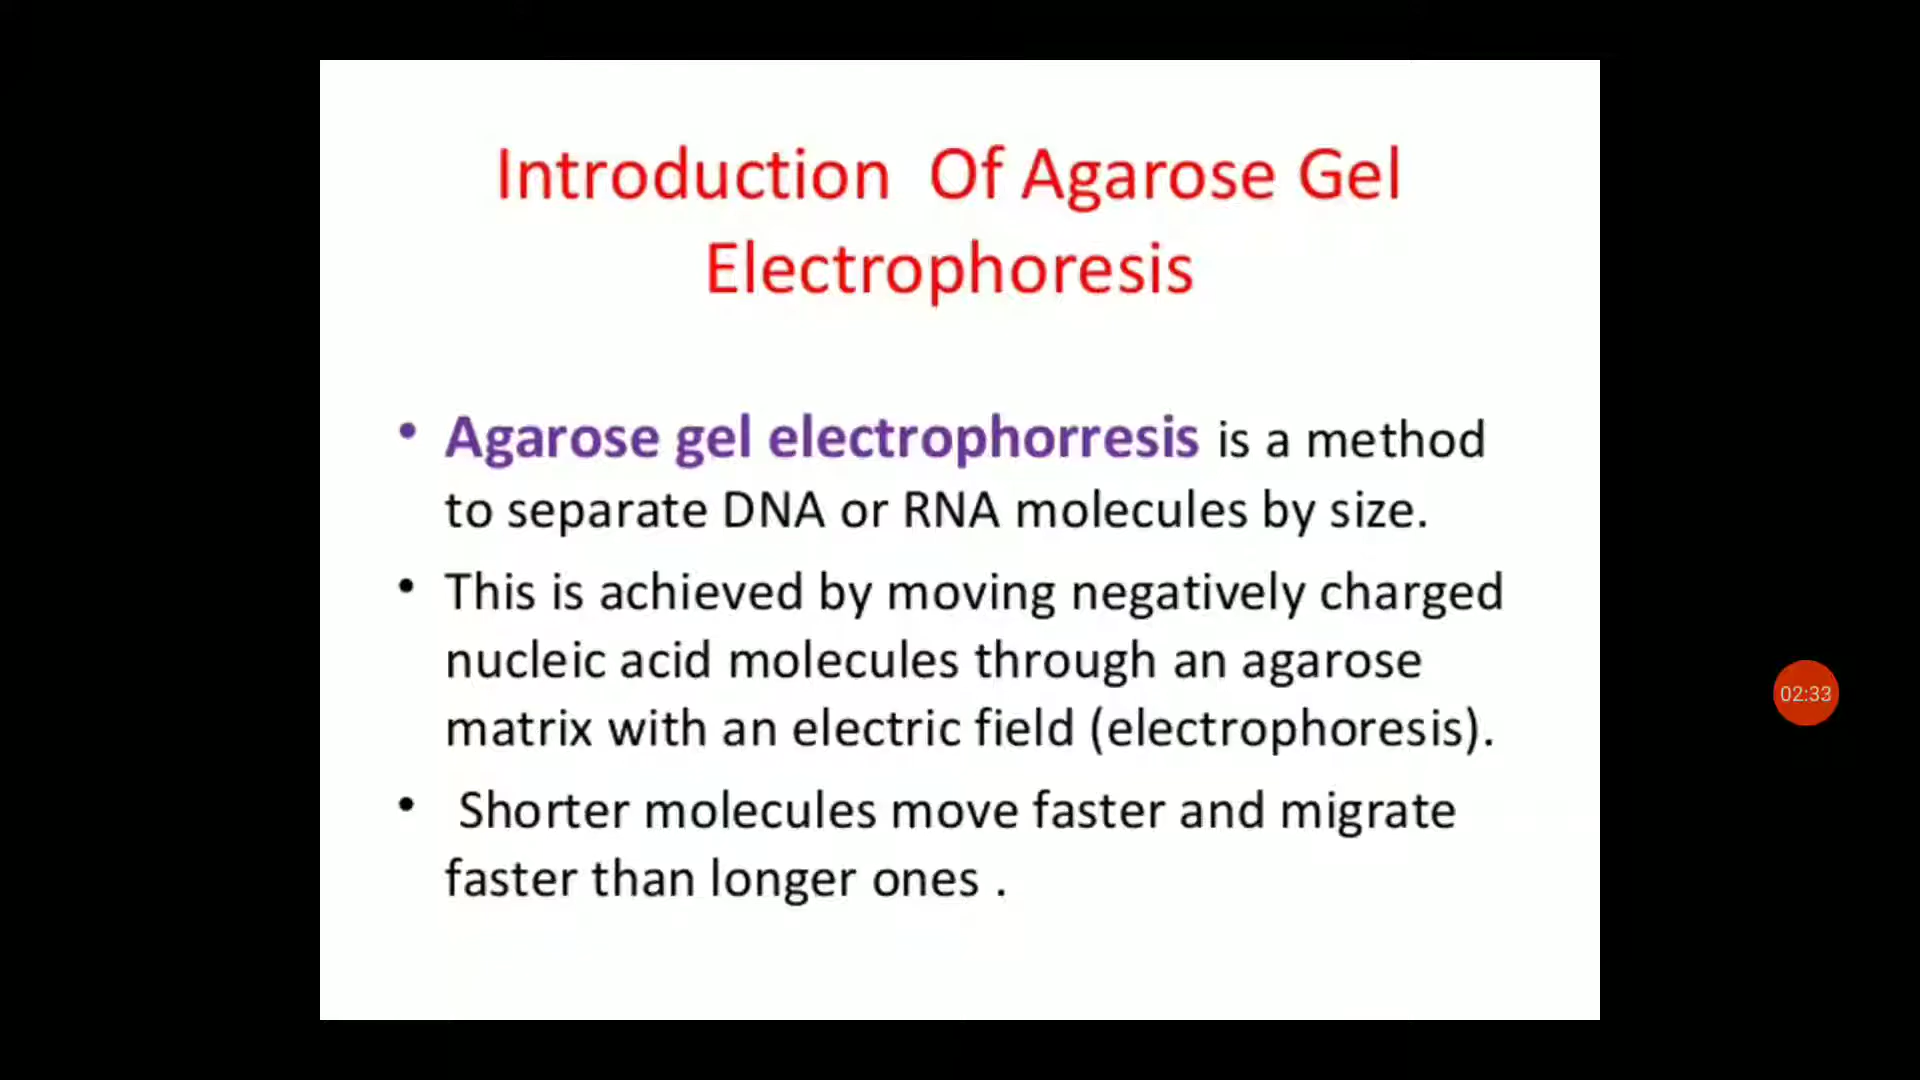 Introduction Of Agarose Gel
Electrophoresis
• Agarose gel electrophorresis is a method
to separate DNA or RNA molecules by size.
• This is achieved by moving negatively charged
nucleic acid molecules through an agarose
matrix with an electric field (electrophoresis).
• Shorter molecules move faster and migrate
faster than longer ones .
02:33